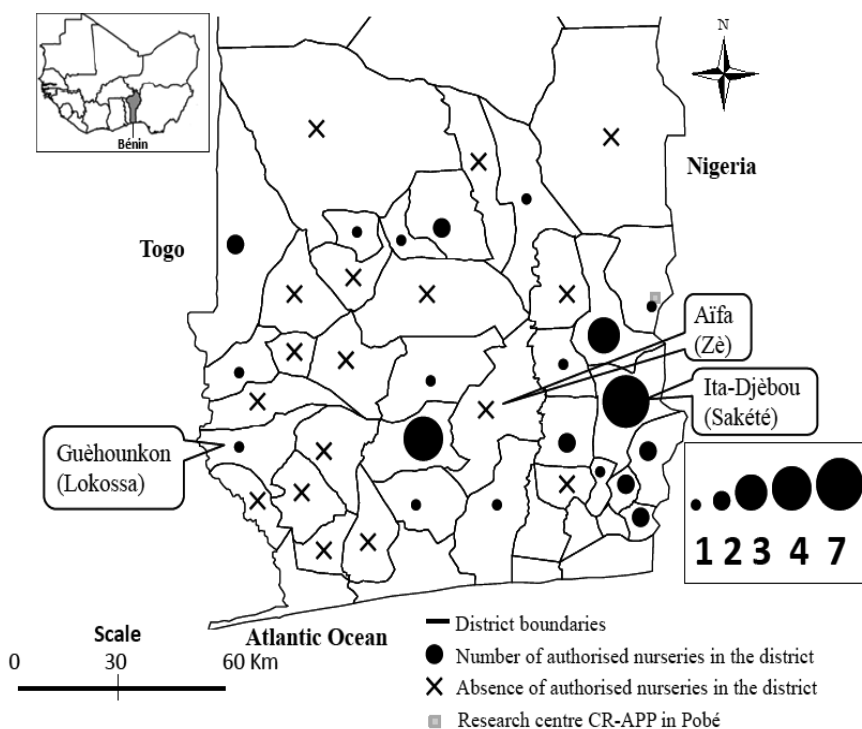 N
Bénin
Nigeria
Togo
Aïfa
(Zè)
Ita-Djèbou
(Sakété)
Guèhounkon
(Lokossa)
1 2 3 4 7
Scale
0 30 60 Km
Atlantic Ocean
District boundaries
Number of authorised nurseries in the district
Absence of authorised nurseries in the district
Research centre CR-APP in Pobé